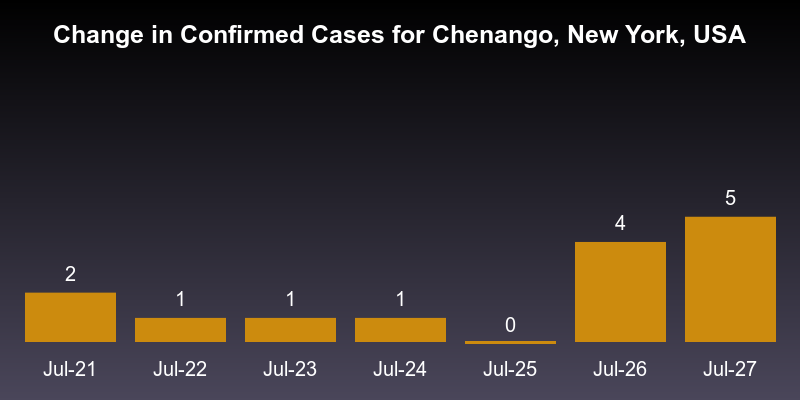 Change in Confirmed Cases for Chenango, New York, USA
2 1 1 1 0 4 5
Jul-21 Jul-22 Jul-23 Jul-24 Jul-25 Jul-26 Jul-27